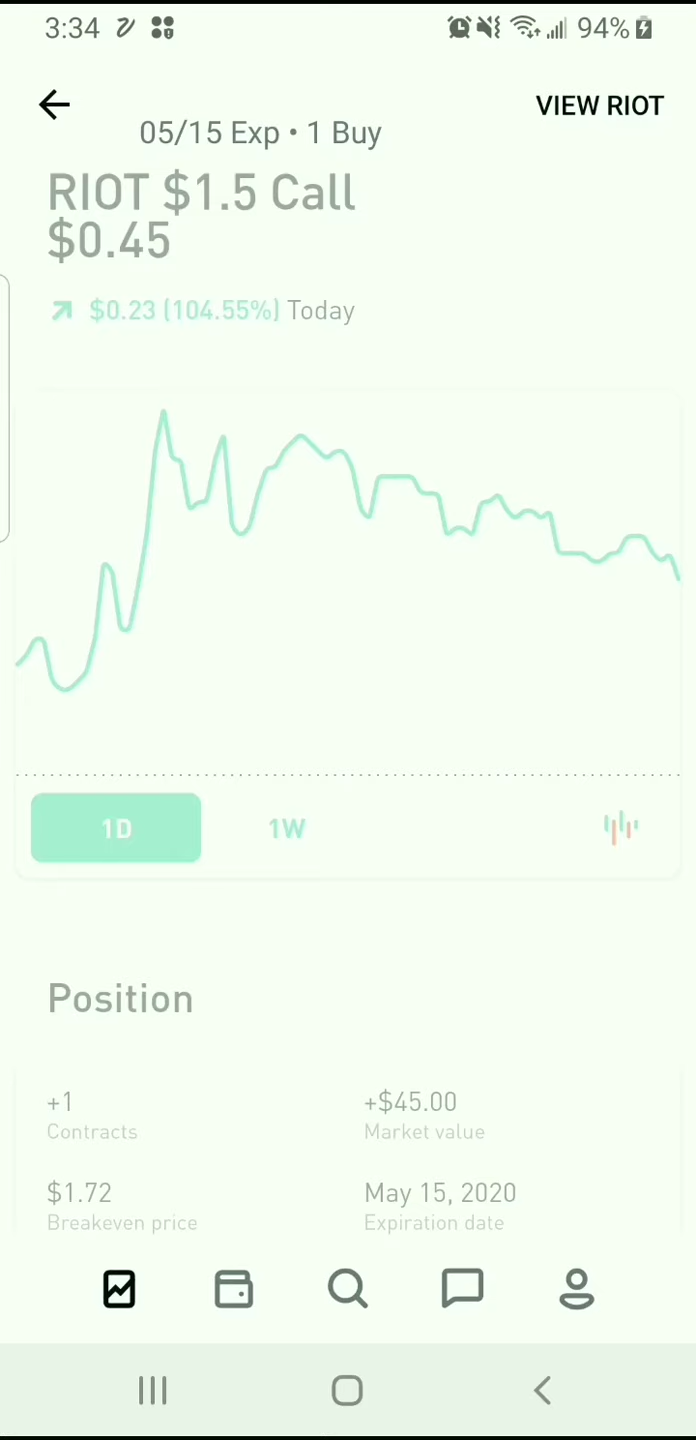 3:34 94%
VIEW RIOT
05/15 Exp • 1 Buy
RIOT $1.5 Call
$0.45
$0.23 (104.55%) Today
1D 1W
Position
+1 +$45.00
Contracts Market value
$1.72 May 15, 2020
Breakeven price Expiration date